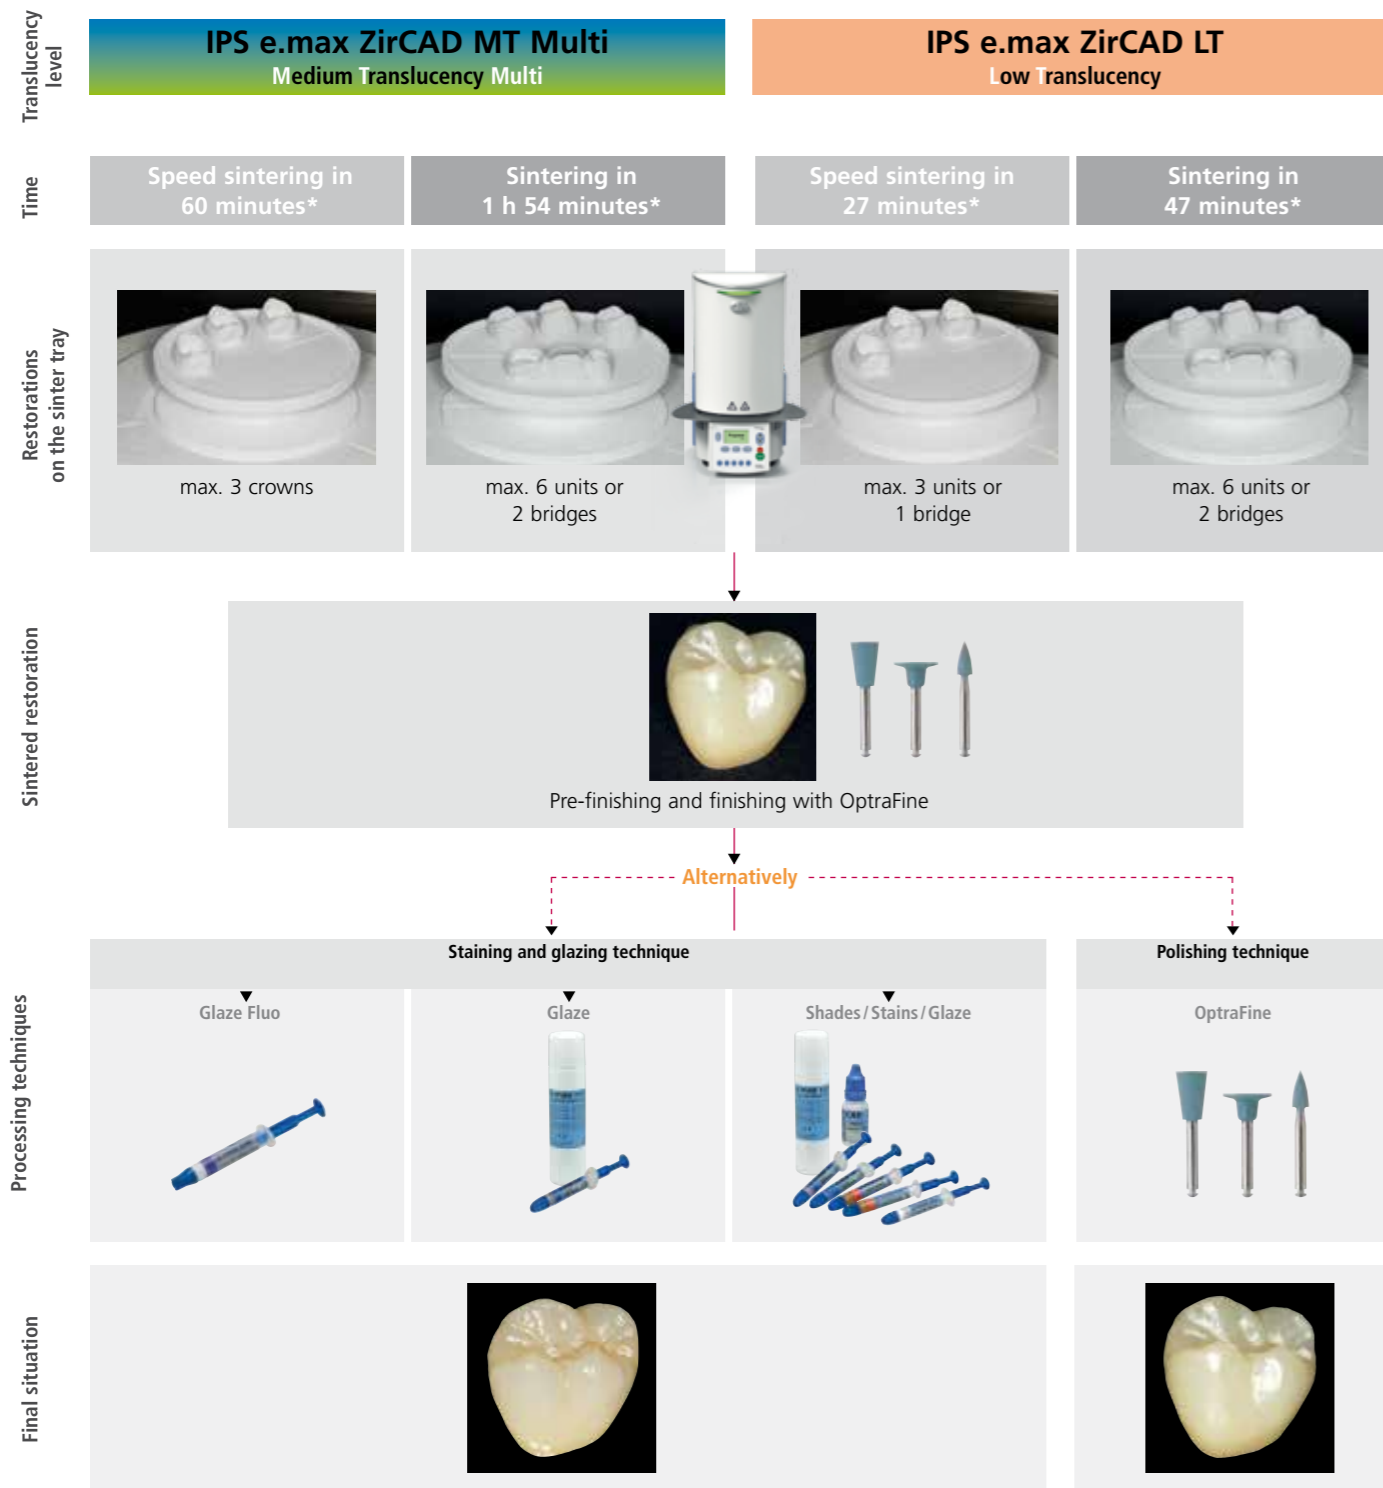 Translucency
level
IPS e.max ZirCAD MT Multi
Medium Translucency Multi
IPS e.max ZirCAD LT
Low Translucency
Time
Speed sintering in
60 minutes*
Sintering in
1 h 54 minutes*
Speed sintering in
27 minutes*
Sintering in
47 minutes*
Restorations
on the sinter tray
max. 3 crowns
max. 6 units or
2 bridges
max. 3 units or
1 bridge
max. 6 units or
2 bridges
Sintered restoration
Pre-finishing and finishing with OptraFine
Alternatively
Processing techniques
Staining and glazing technique
Polishing technique
Glaze Fluo
Glaze
Shades/Stains/Glaze
OptraFine
Final situation